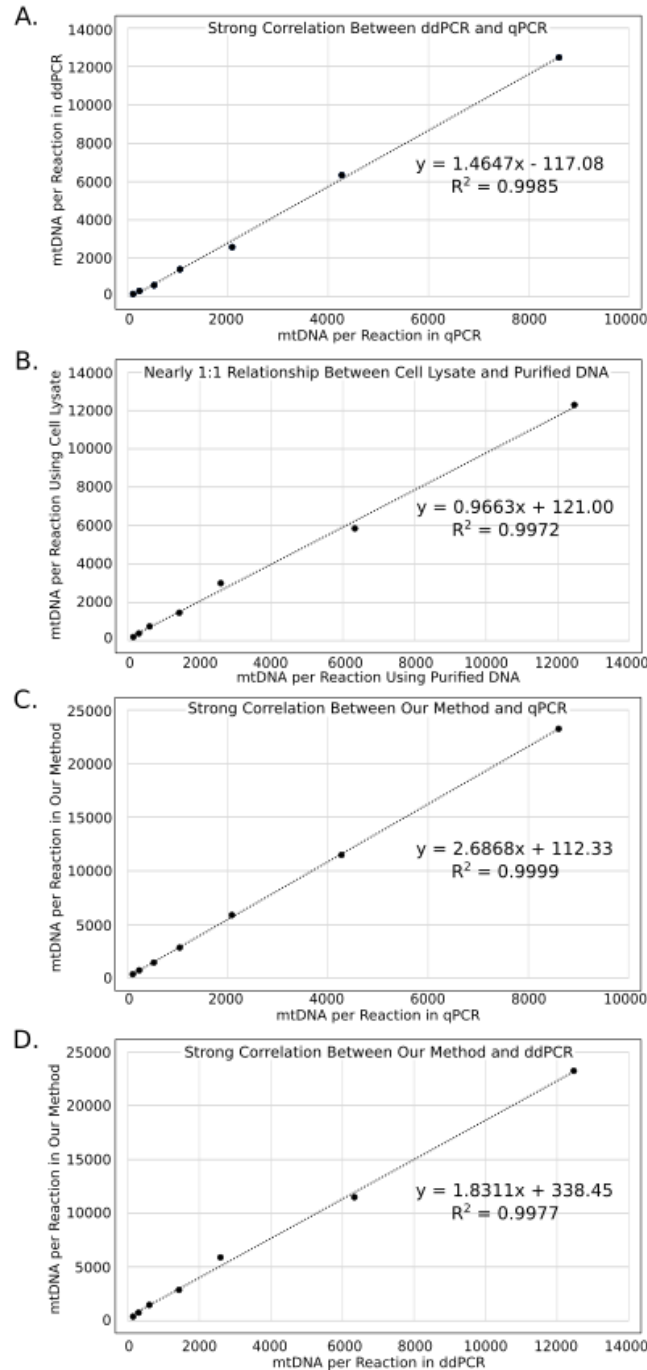 A.
Strong Correlation Between ddPCR and qPCR
14000
12000
10000
8000
6000
4000
2000
0
mtDNA per Reaction in ddPCR
y = 1.4647x - 117.08
R² = 0.9985
0 2000 4000 6000 8000 10000
mtDNA per Reaction in qPCR
B.
Nearly 1:1 Relationship Between Cell Lysate and Purified DNA
14000
12000
10000
8000
6000
4000
2000
0
mtDNA per Reaction Using Cell Lysate
y = 0.9663x + 121.00
R² = 0.9972
0 2000 4000 6000 8000 10000 12000 14000
mtDNA per Reaction Using Purified DNA
C.
Strong Correlation Between Our Method and qPCR
25000
20000
15000
10000
5000
0
mtDNA per Reaction in Our Method
y = 2.6868x + 112.33
R² = 0.9999
0 2000 4000 6000 8000 10000
mtDNA per Reaction in qPCR
D.
Strong Correlation Between Our Method and ddPCR
25000
20000
15000
10000
5000
0
mtDNA per Reaction in Our Method
y = 1.8311x + 338.45
R² = 0.9977
0 2000 4000 6000 8000 10000 12000 14000
mtDNA per Reaction in ddPCR